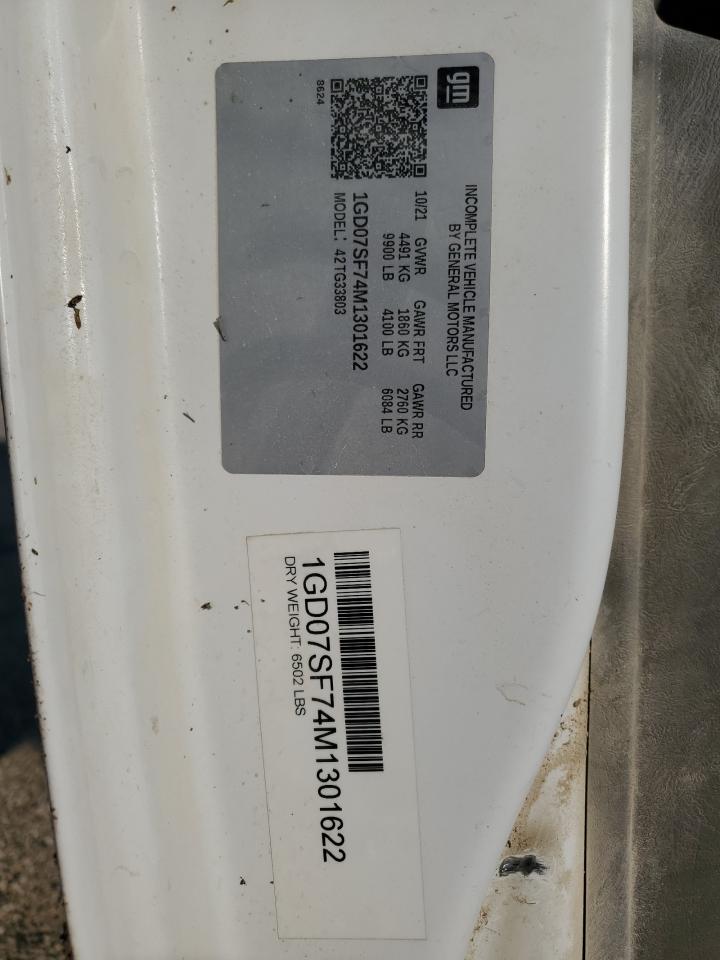 gm
INCOMPLETE VEHICLE MANUFACTURED
BY GENERAL MOTORS LLC
10/21 GVWR GAWR FRT GAWR RR
4491 KG 1860 KG 2760 KG
9900 LB 4100 LB 6084 LB
8624
1GD07SF74M1301622
MODEL: 42TG33803
1GD07SF74M1301622
DRY WEIGHT: 6502 LBS